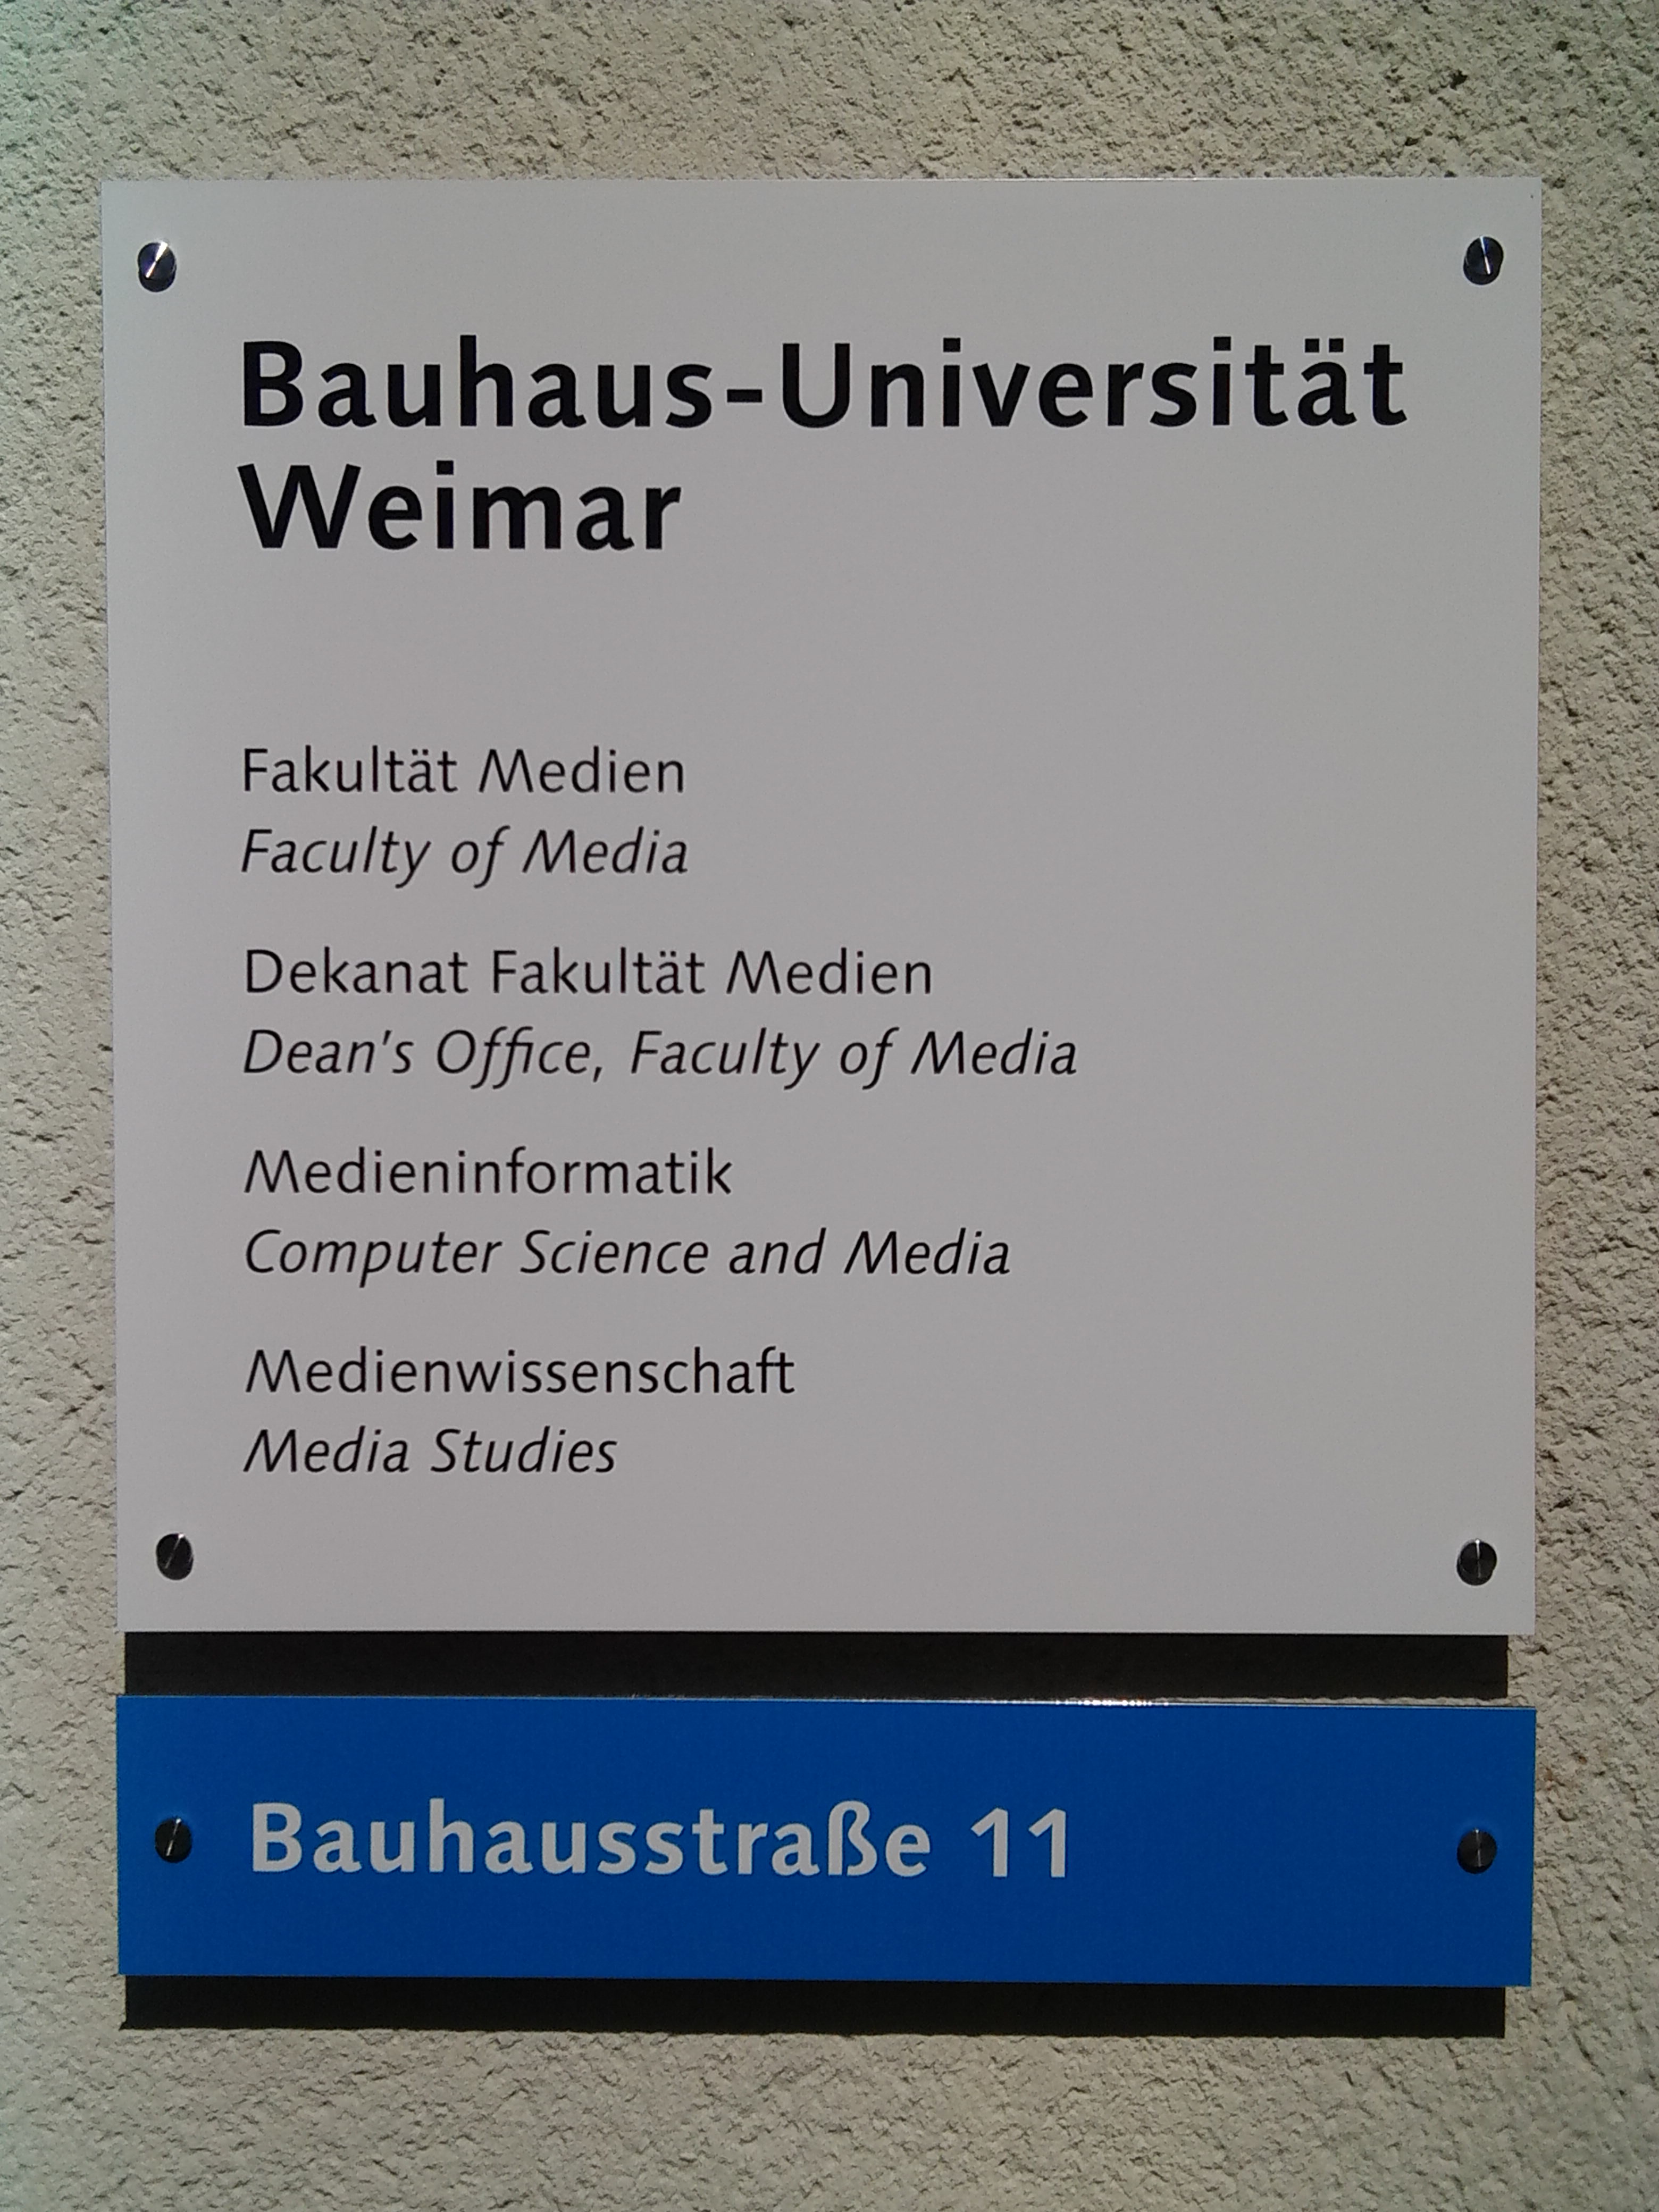 Bauhaus-Universität
Weimar
Fakultät Medien
Faculty of Media
Dekanat Fakultät Medien
Dean's Office, Faculty of Media
Medieninformatik
Computer Science and Media
Medienwissenschaft
Media Studies
Bauhausstraße 11